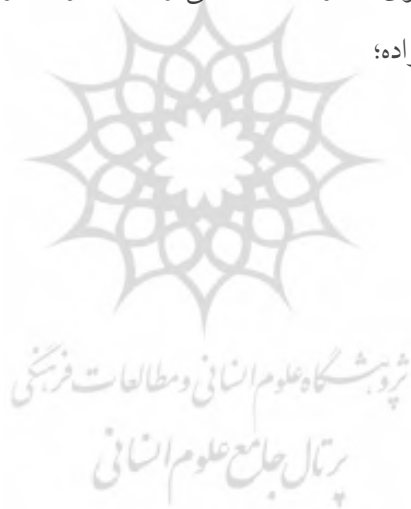 اده؛
پژوهشگاه علوم انسانی و مطالعات فرهنگی
پرتال جامع علوم انسانی